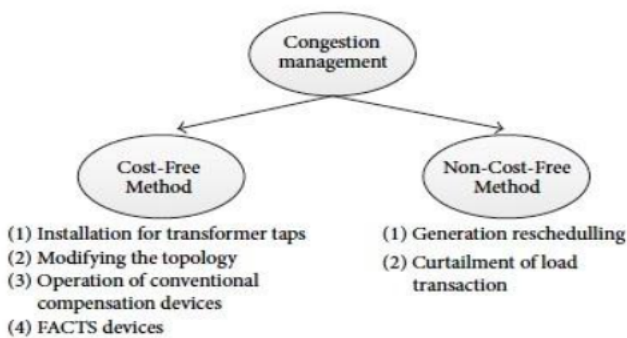 Congestion
management
Cost-Free
Method
Non-Cost-Free
Method
(1) Installation for transformer taps
(2) Modifying the topology
(3) Operation of conventional
compensation devices
(4) FACTS devices
(1) Generation reschedulling
(2) Curtailment of load
transaction